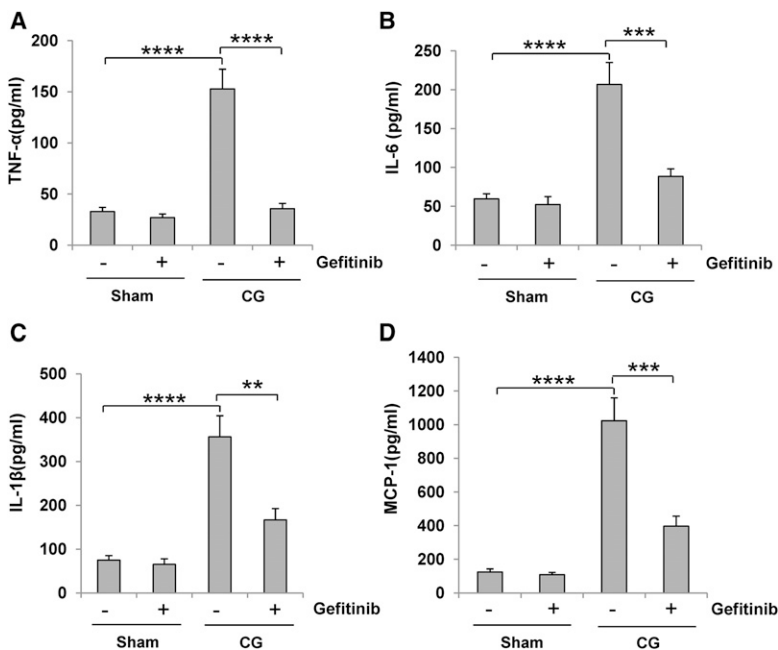 A
TNF-α(pg/ml)
200
150
100
50
0
****
****
- + - + Gefitinib
Sham CG
B
IL-6 (pg/ml)
250
200
150
100
50
0
****
***
- + - + Gefitinib
Sham CG
C
IL-1β(pg/ml)
500
400
300
200
100
0
****
**
- + - + Gefitinib
Sham CG
D
MCP-1(pg/ml)
1400
1200
1000
800
600
400
200
0
****
***
- + - + Gefitinib
Sham CG